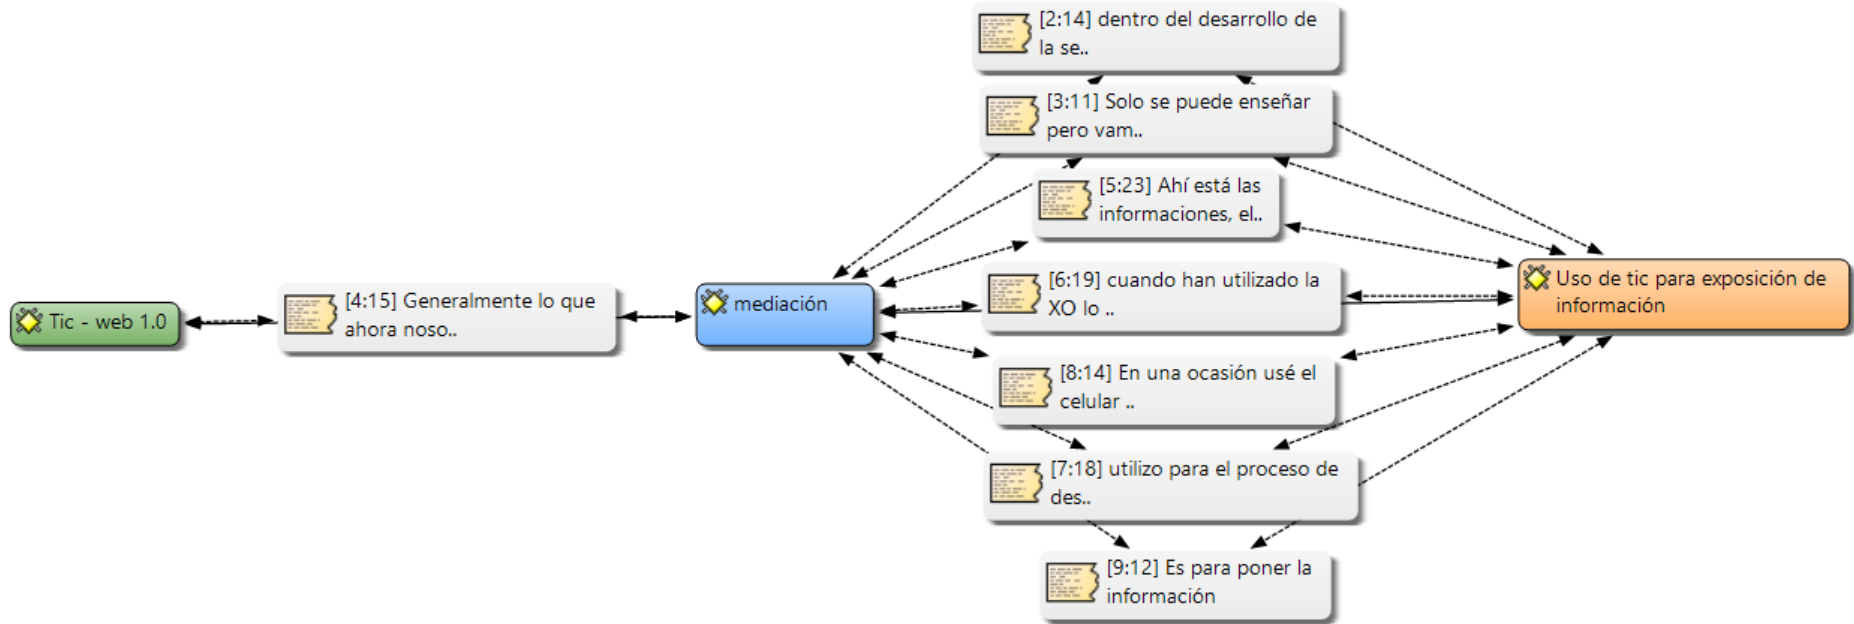 [2:14] dentro del desarrollo de
la se..
[3:11] Solo se puede enseñar
pero vam..
[5:23] Ahí está las
informaciones, el..
[6:19] cuando han utilizado la
XO lo ..
Tic - web 1.0
[4:15] Generalmente lo que
ahora noso..
mediación
Uso de tic para exposición de
información
[8:14] En una ocasión usé el
celular ..
[7:18] utilizo para el proceso de
des..
[9:12] Es para poner la
información